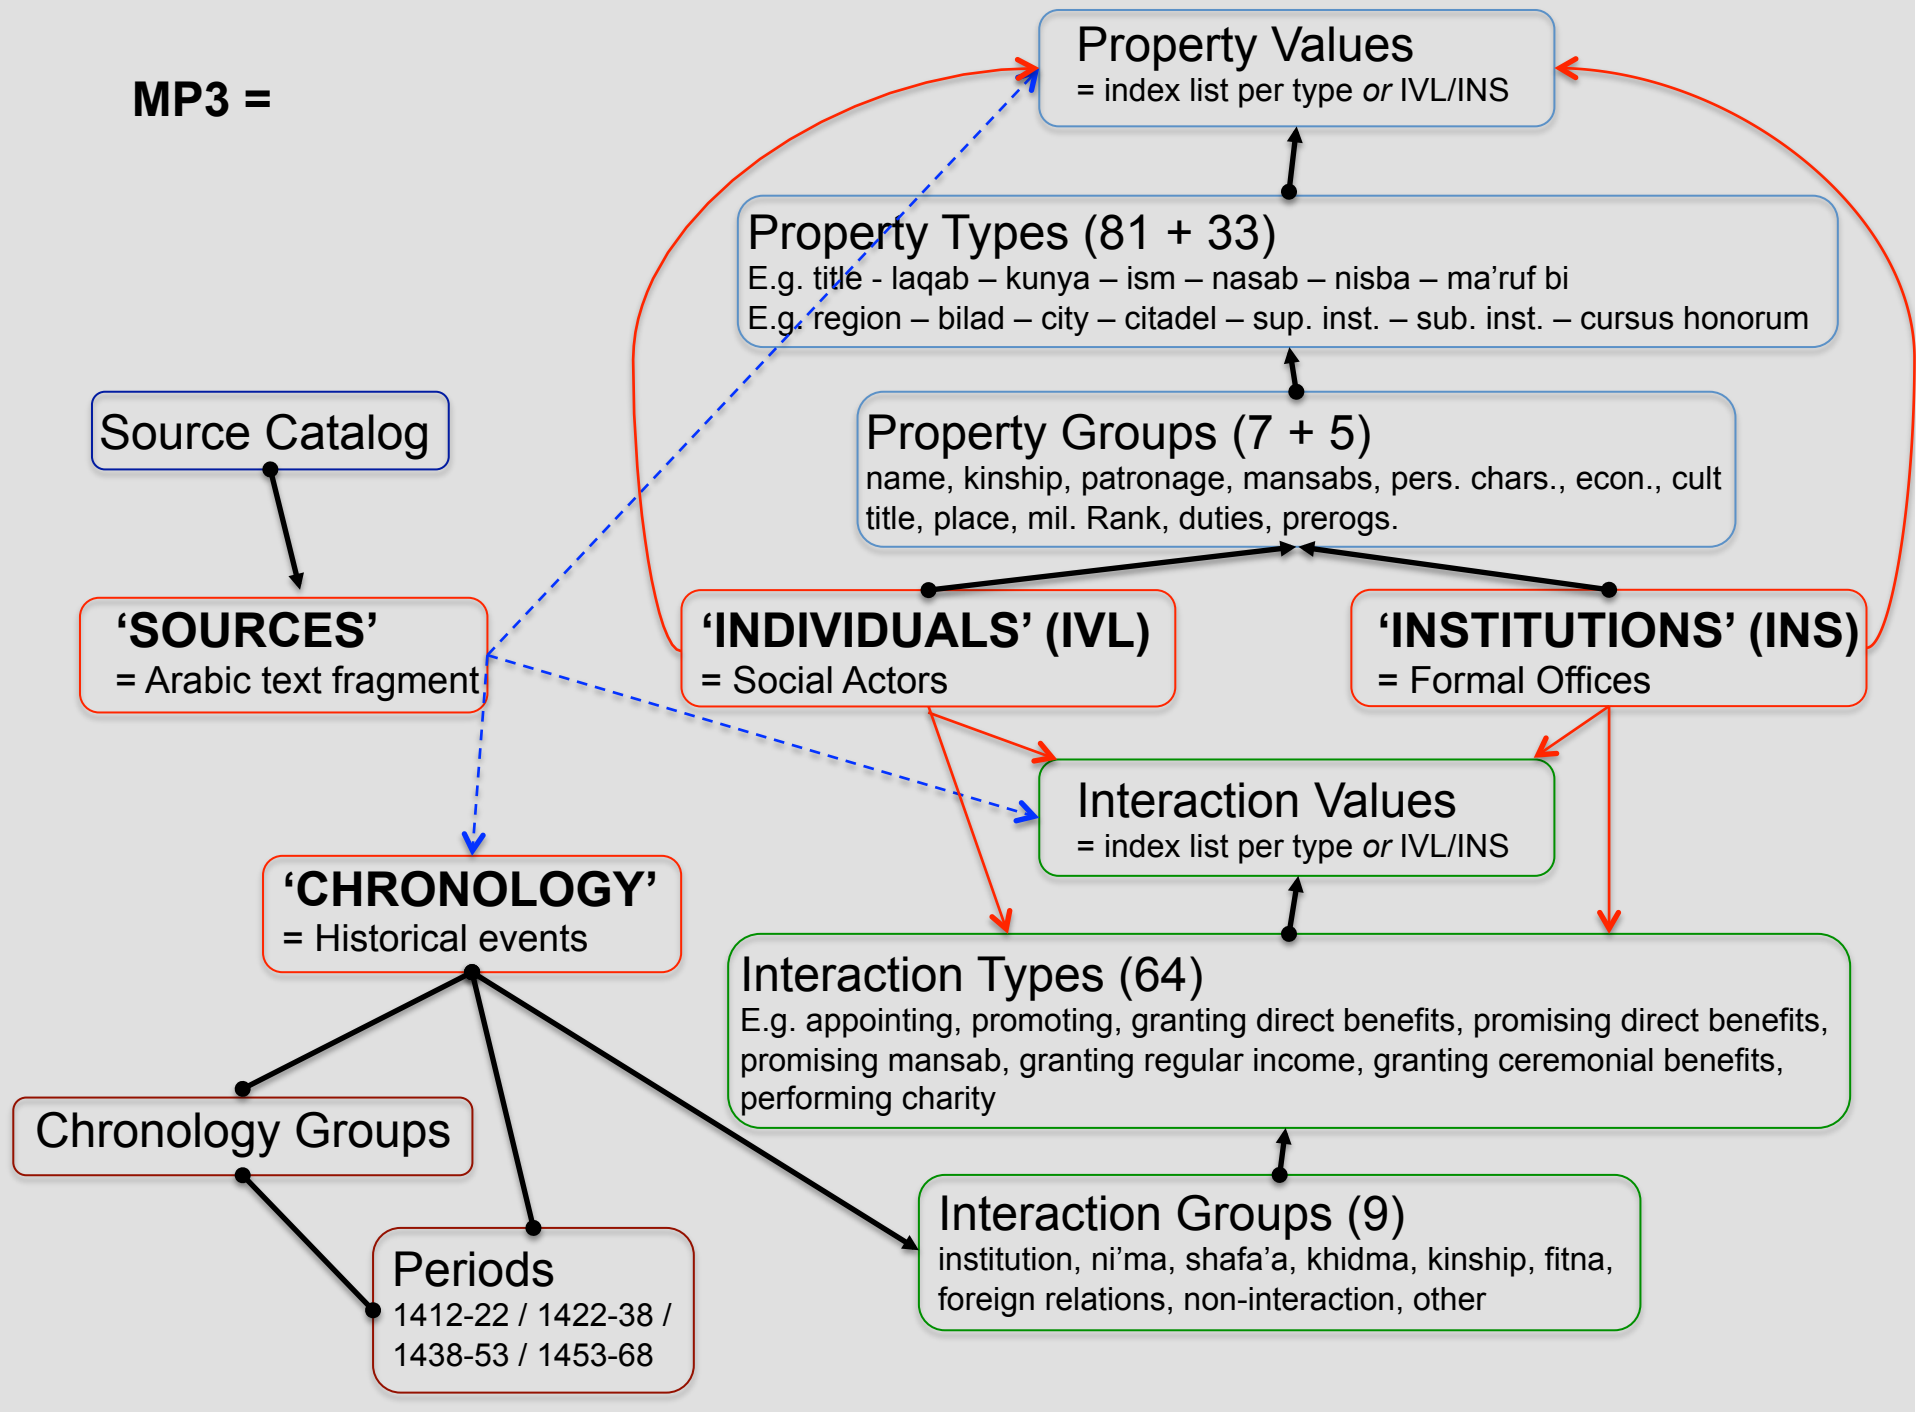 MP3 =
Property Values
= index list per type or IVL/INS
Property Types (81 + 33)
E.g. title - laqab – kunya – ism – nasab – nisba – ma’ruf bi
E.g. region – bilad – city – citadel – sup. inst. – sub. inst. – cursus honorum
Source Catalog
Property Groups (7 + 5)
name, kinship, patronage, mansabs, pers. chars., econ., cult
title, place, mil. Rank, duties, prerogs.
‘SOURCES’
= Arabic text fragment
‘INDIVIDUALS’ (IVL)
= Social Actors
‘INSTITUTIONS’ (INS)
= Formal Offices
Interaction Values
= index list per type or IVL/INS
‘CHRONOLOGY’
= Historical events
Interaction Types (64)
E.g. appointing, promoting, granting direct benefits, promising direct benefits,
promising mansab, granting regular income, granting ceremonial benefits,
performing charity
Chronology Groups
Interaction Groups (9)
institution, ni’ma, shafa’a, khidma, kinship, fitna,
foreign relations, non-interaction, other
Periods
1412-22 / 1422-38 /
1438-53 / 1453-68